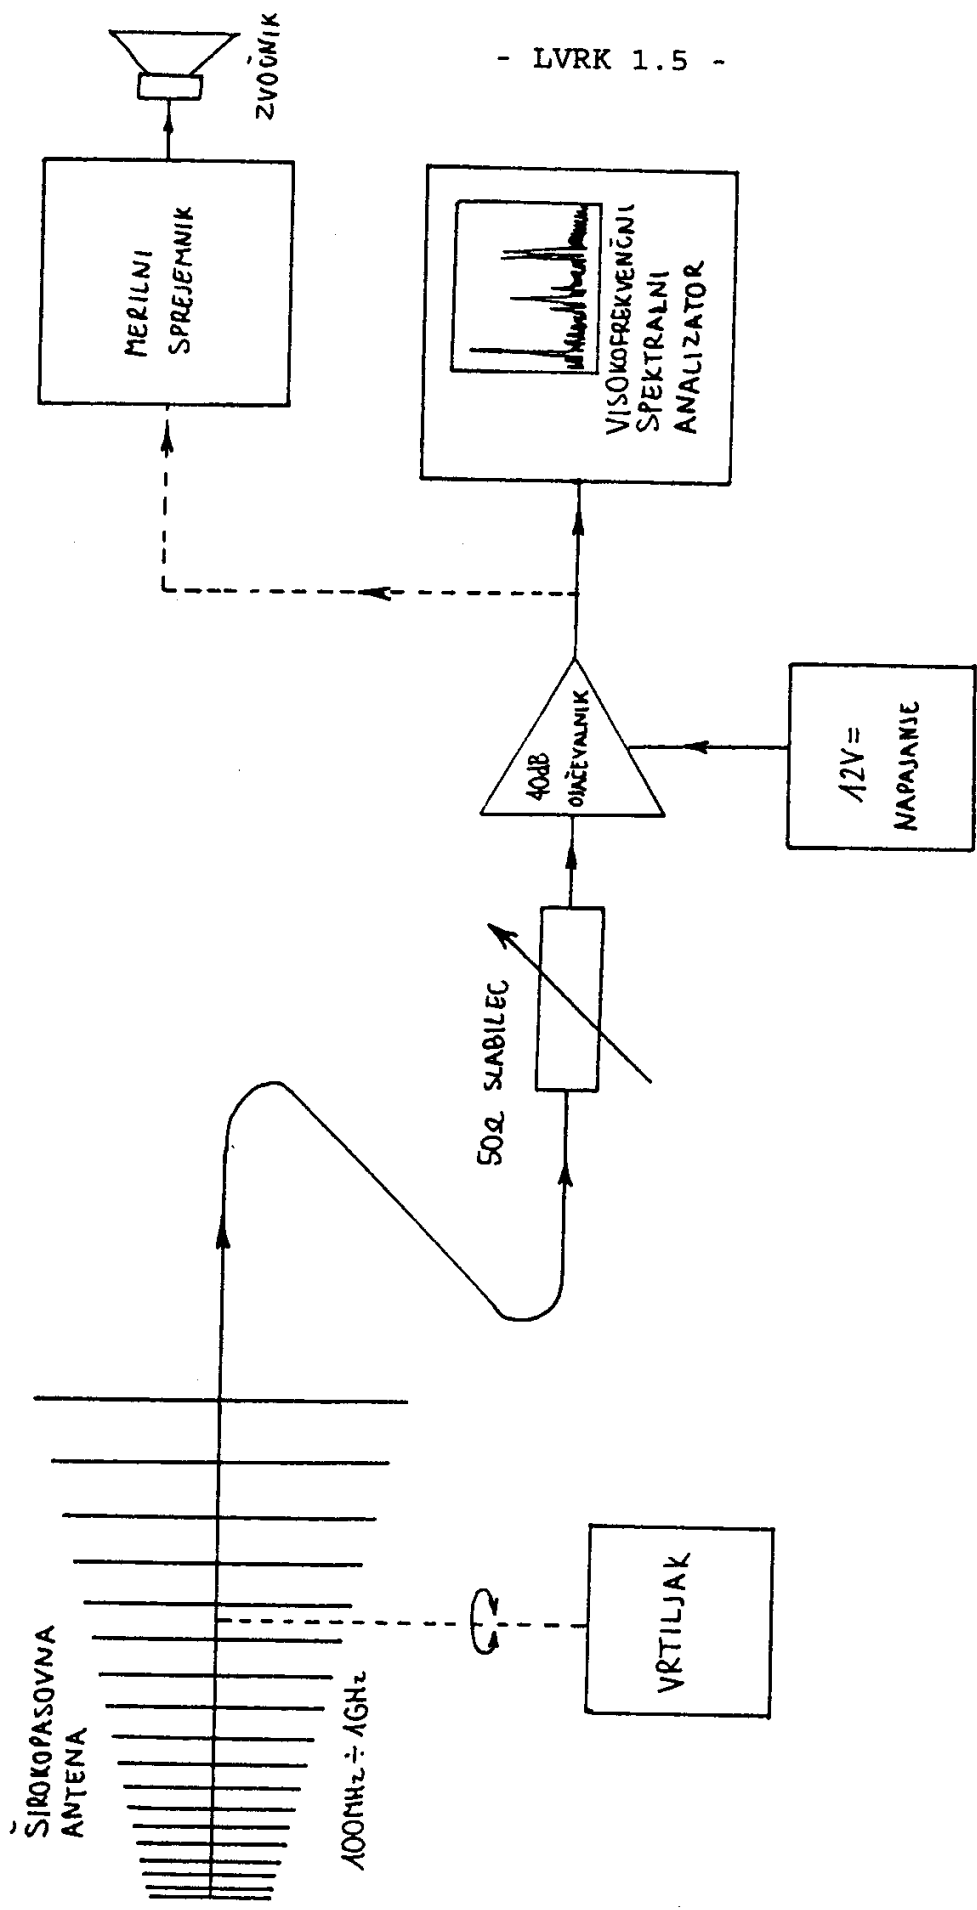 - LVRK 1.5 -
ŠIROKOPASOVNA
ANTENA
100MHz÷1GHz
VRTILJAK
50Ω SLABILEC
40dB
OJAČEVALNIK
12V=
NAPAJANJE
VISOKOFREKVENČNI
SPEKTRALNI
ANALIZATOR
MERILNI
SPREJEMNIK
ZVOČNIK